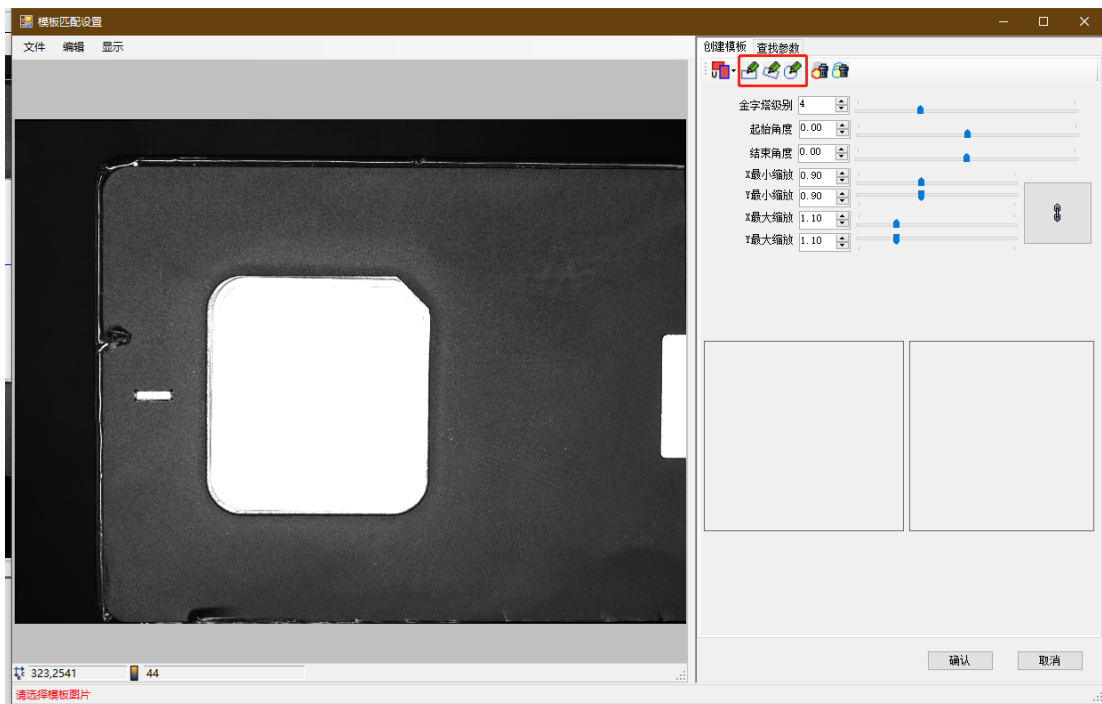 模板匹配设置
文件 编辑 显示
创建模板 查找参数
金字塔级别 4
起始角度 0.00
结束角度 0.00
X最小缩放 0.90
Y最小缩放 0.90
X最大缩放 1.10
Y最大缩放 1.10
确认 取消
323,2541 44
请选择模板图片